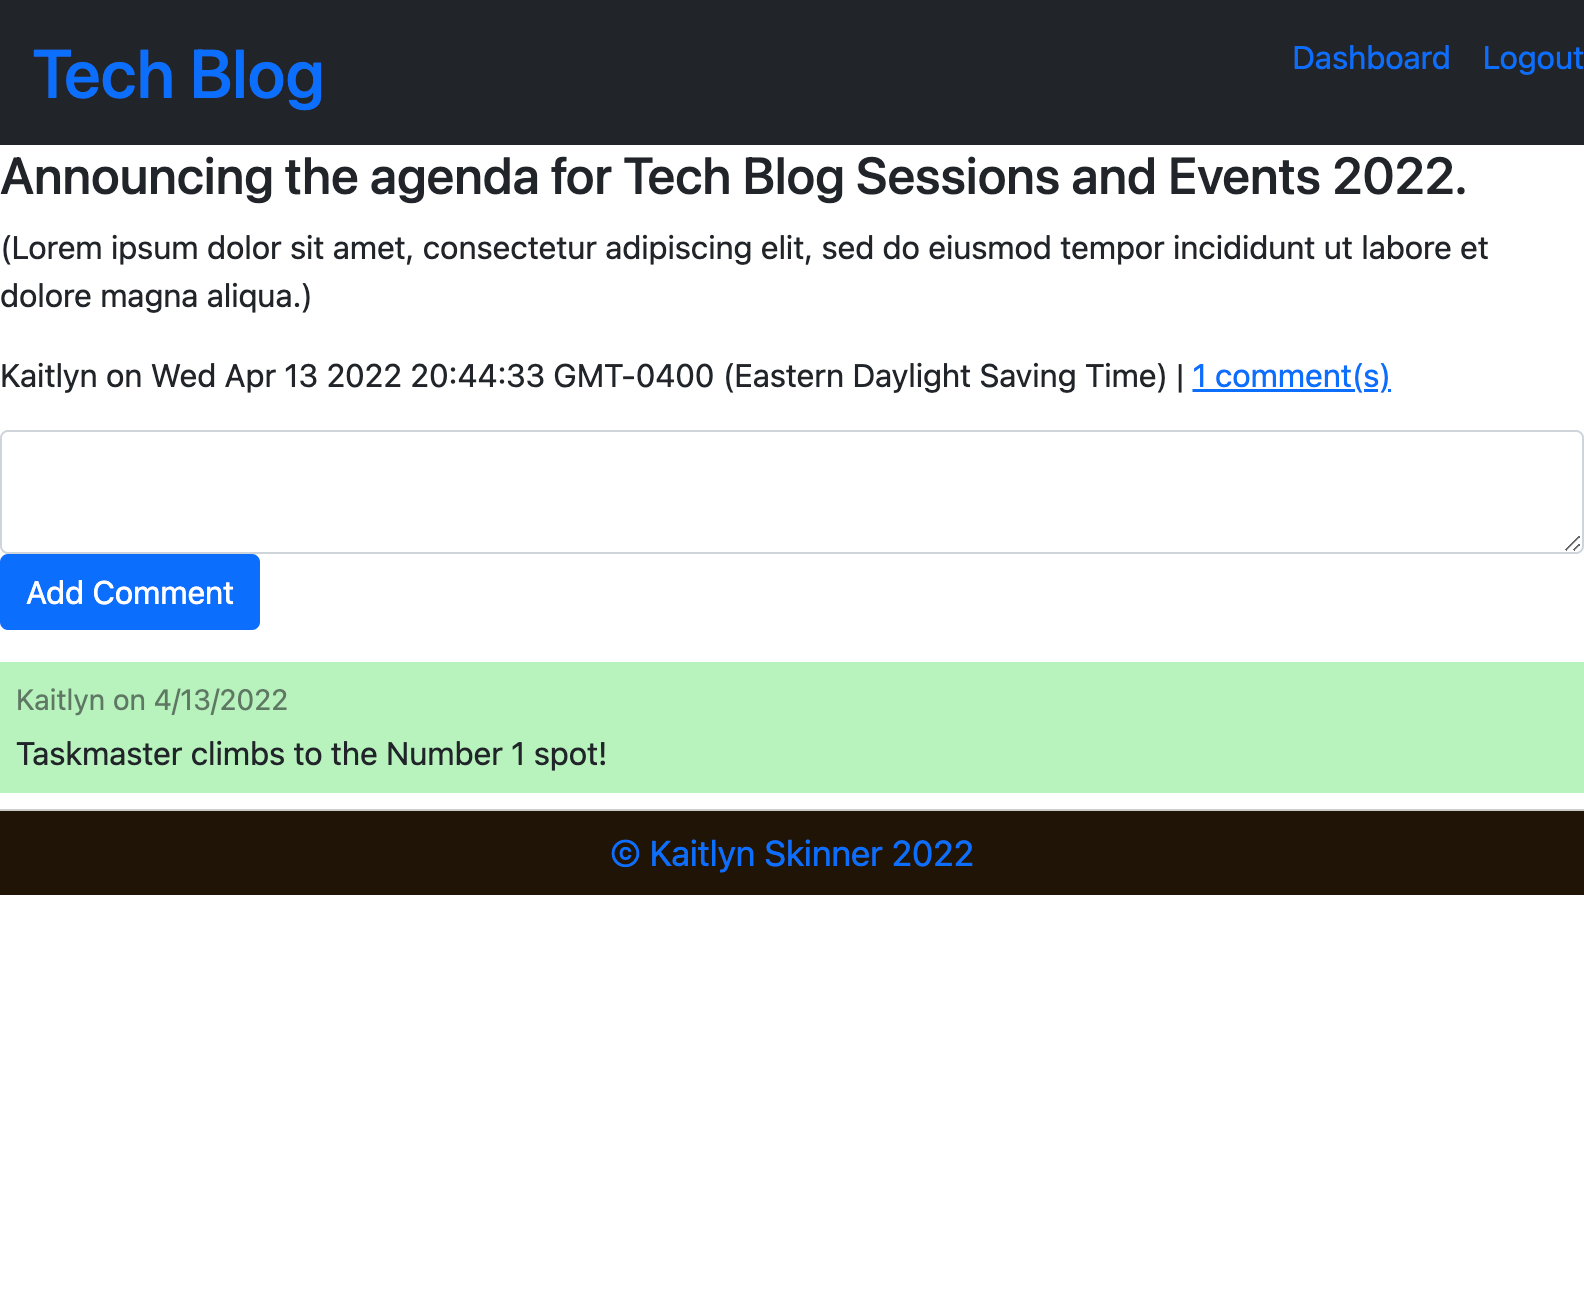 Tech Blog
Dashboard Logout
Announcing the agenda for Tech Blog Sessions and Events 2022.
(Lorem ipsum dolor sit amet, consectetur adipiscing elit, sed do eiusmod tempor incididunt ut labore et
dolore magna aliqua.)
Kaitlyn on Wed Apr 13 2022 20:44:33 GMT-0400 (Eastern Daylight Saving Time) | 1 comment(s)
Add Comment
Kaitlyn on 4/13/2022
Taskmaster climbs to the Number 1 spot!
© Kaitlyn Skinner 2022